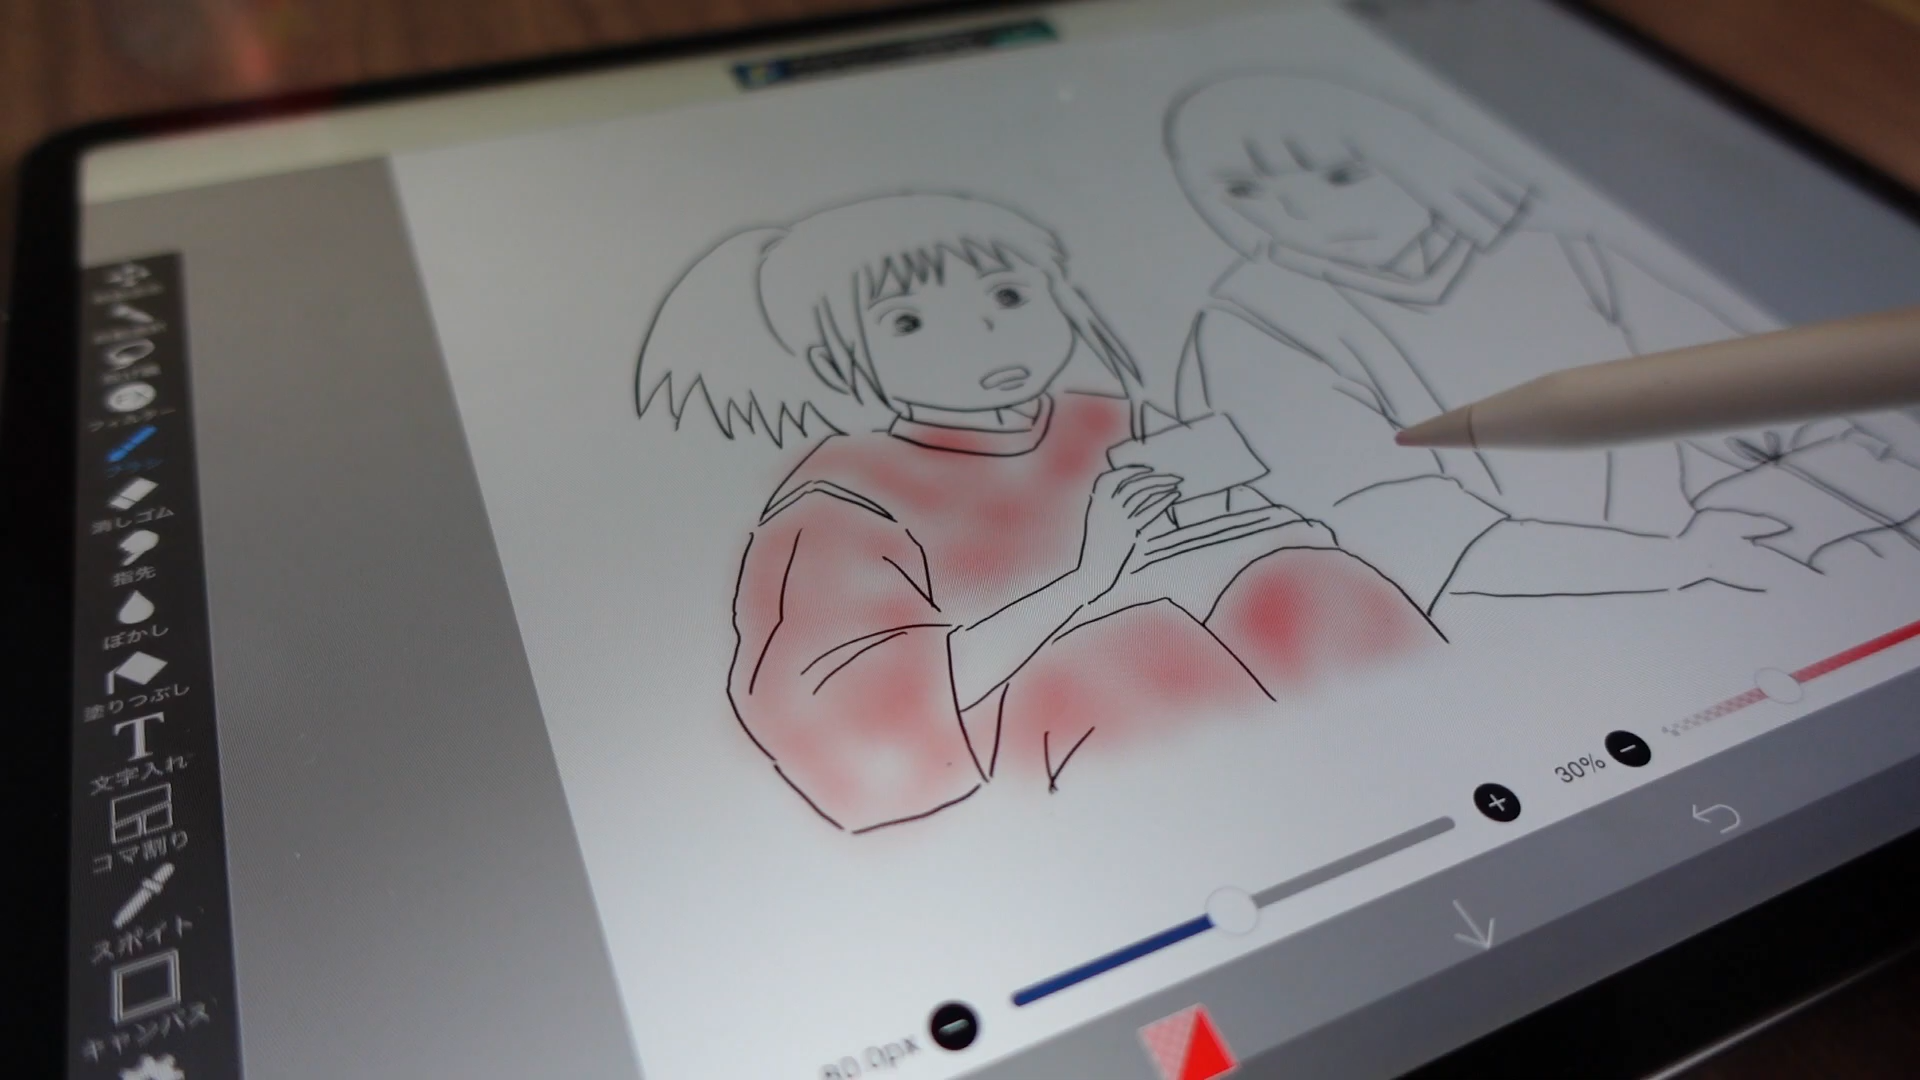 フィルター
ブラシ
消しゴム
指先
ぼかし
塗りつぶし
T
文字入れ
コマ割り
スポイト
キャンバス
30%
80.0px